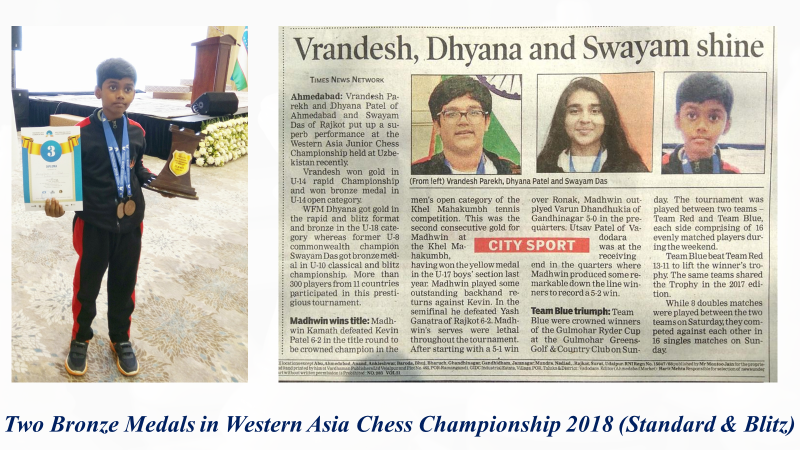 3
Vrandesh, Dhyana and Swayam shine
TIMES NEWS NETWORK
Ahmedabad: Vrandesh Pa-
rekh and Dhyana Patel of
Ahmedabad and Swayam
Das of Rajkot put up a su-
perb performance at the
Western Asia Junior Chess
Championship held at Uzbe-
kistan recently.
Vrandesh won gold in
U-14 rapid Championship
and won bronze medal in
U-14 open category.
WFM Dhyana got gold in
the rapid and blitz format
and bronze in the U-18 cate-
gory whereas former U-8
commonwealth champion
Swayam Das got bronze med-
al in U-10 classical and blitz
championship. More than
300 players from 11 countries
participated in this presti-
gious tournament.
Madhwin wins title: Madh-
win Kamath defeated Kevin
Patel 6-2 in the title round to
be crowned champion in the
(From left) Vrandesh Parekh, Dhyana Patel and Swayam Das
men's open category of the
Khel Mahakumbh tennis
competition. This was the
second consecutive gold for
Madhwin at
the Khel Ma-
hakumbh,
having won the yellow medal
in the U-17 boys' section last
year. Madhwin played some
outstanding backhand re-
turns against Kevin. In the
semifinal he defeated Yash
Ganatra of Rajkot 6-2. Madh-
win's serves were lethal
throughout the tournament.
After starting with a 5-1 win
CITY SPORT
over Ronak, Madhwin out-
plyed Varun Dhandhukia of
Gandhinagar 5-0 in the pre-
quarters. Utsav Patel of Va-
dodara
was at the
receiving
end in the quarters where
Madhwin produced some re-
markable down the line win-
ners to record a 5-2 win.
Team Blue triumph: Team
Blue were crowned winners
of the Gulmohar Ryder Cup
at the Gulmohar Greens-
Golf & Country Club on Sun-
day. The tournament was
played between two teams –
Team Red and Team Blue,
each side comprising of 16
evenly matched players dur-
ing the weekend.
Team Blue beat Team Red
13-11 to lift the winner's tro-
phy. The same teams shared
the Trophy in the 2017 edi-
tion.
While 8 doubles matches
were played between the two
teams on Saturday, they com-
peted against each other in
16 singles matches on Sun-
day.
Two Bronze Medals in Western Asia Chess Championship 2018 (Standard & Blitz)